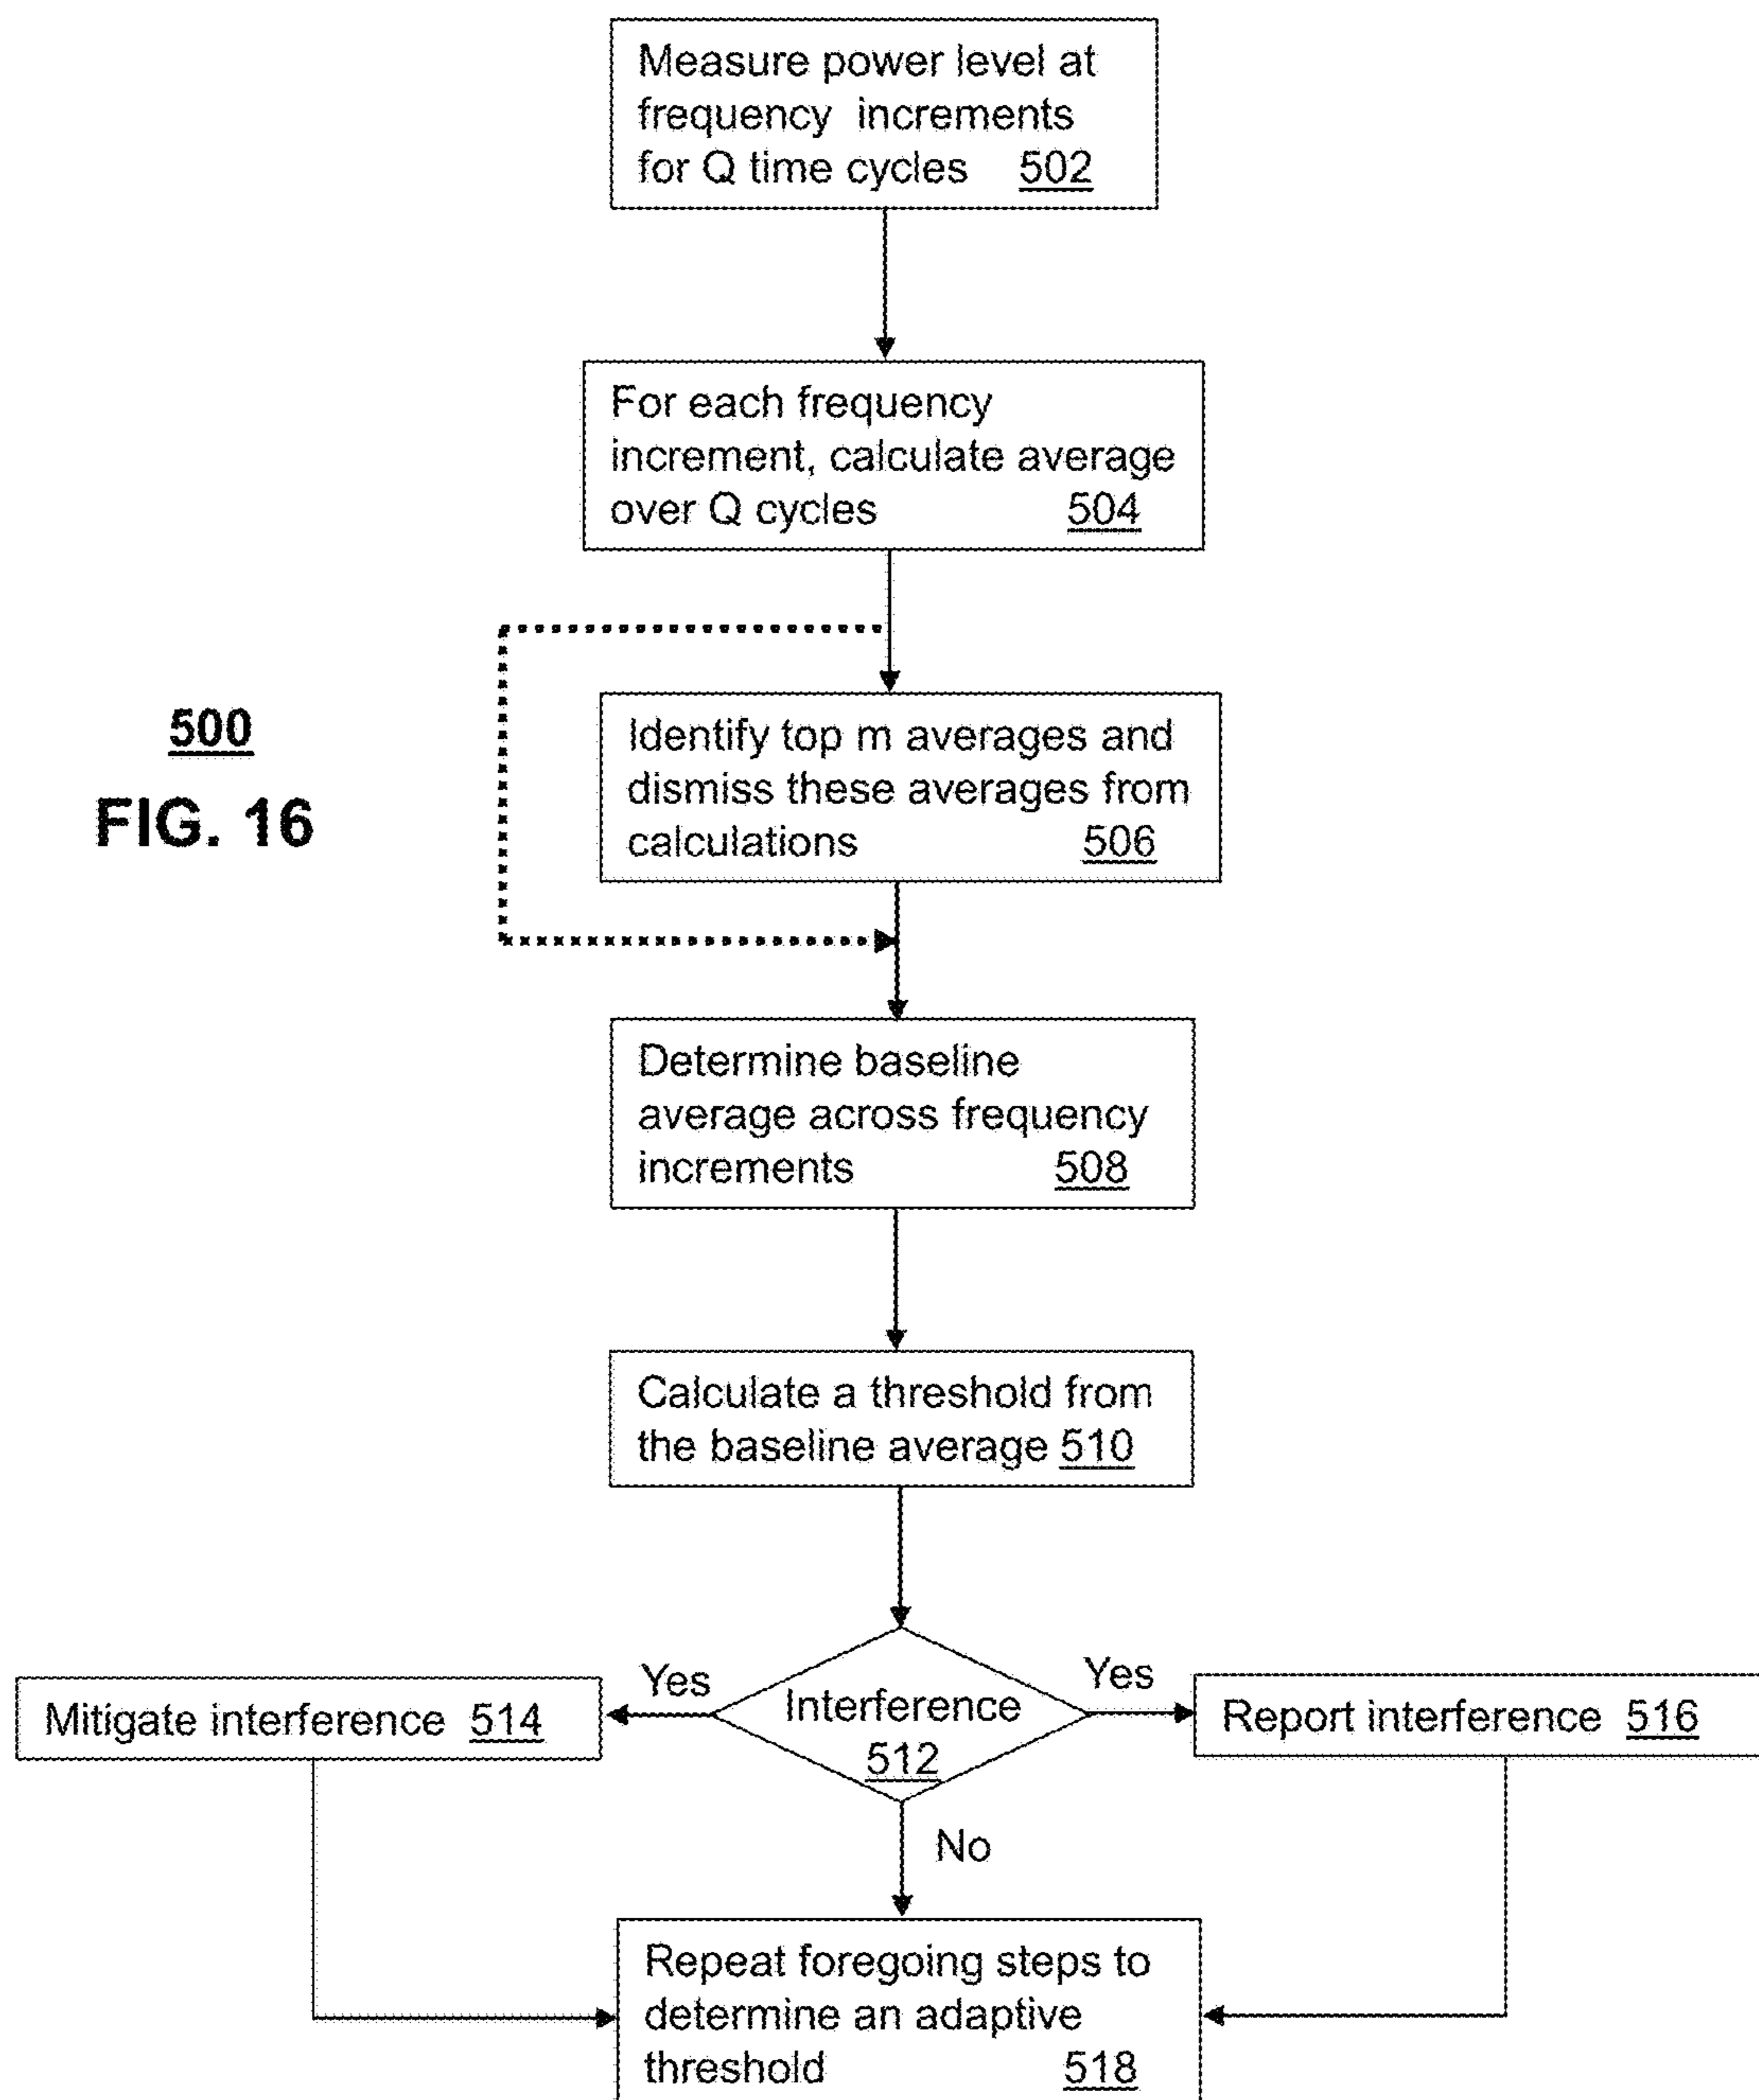 Measure power level at
frequency increments
for Q time cycles 502
For each frequency
increment, calculate average
over Q cycles 504
500
FIG. 16
Identify top m averages and
dismiss these averages from
calculations 506
Determine baseline
average across frequency
increments 508
Calculate a threshold from
the baseline average 510
Yes
Yes
Mitigate interference 514
Interference
512
Report interference 516
No
Repeat foregoing steps to
determine an adaptive
threshold 518